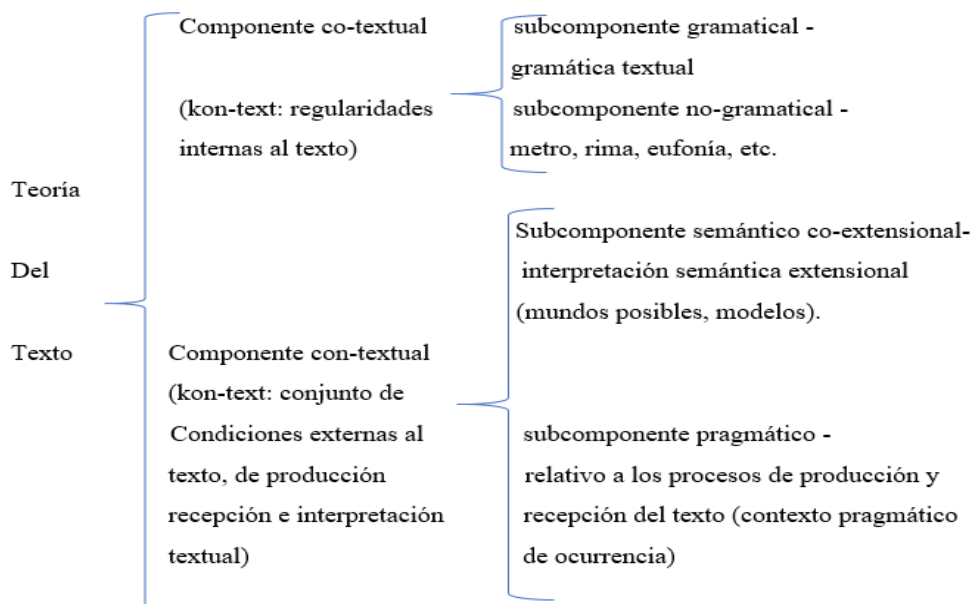 Teoría
Del
Texto
Componente co-textual
(kon-text: regularidades
internas al texto)
subcomponente gramatical -
gramática textual
subcomponente no-gramatical -
metro, rima, eufonía, etc.
Componente con-textual
(kon-text: conjunto de
Condiciones externas al
texto, de producción
recepción e interpretación
textual)
Subcomponente semántico co-extensional-
interpretación semántica extensional
(mundos posibles, modelos).
subcomponente pragmático -
relativo a los procesos de producción y
recepción del texto (contexto pragmático
de ocurrencia)